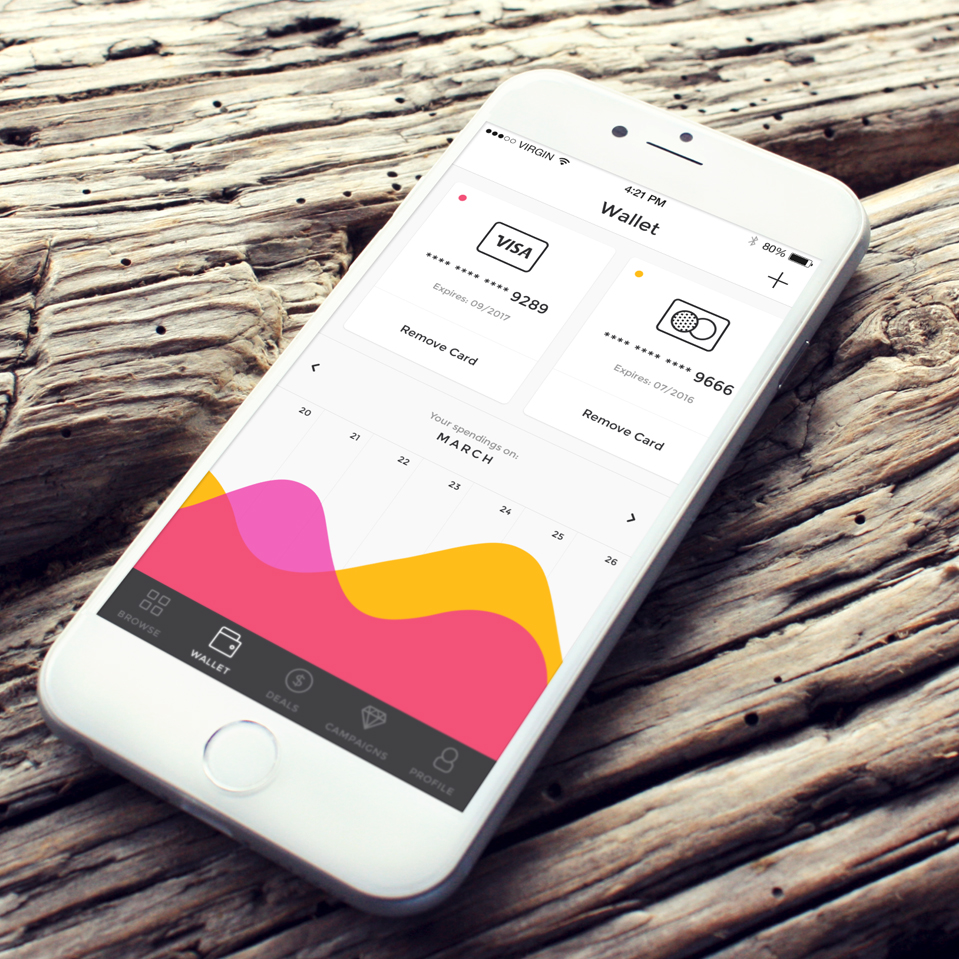 VIRGIN
4:21 PM
80%
Wallet
VISA
**** **** **** 9289
Expires: 09/2017
Remove Card
**** **** **** 9666
Expires: 07/2016
Remove Card
Your spendings on:
MARCH
20 21 22 23 24 25 26
BROWSE
WALLET
DEALS
CAMPAIGNS
PROFILE